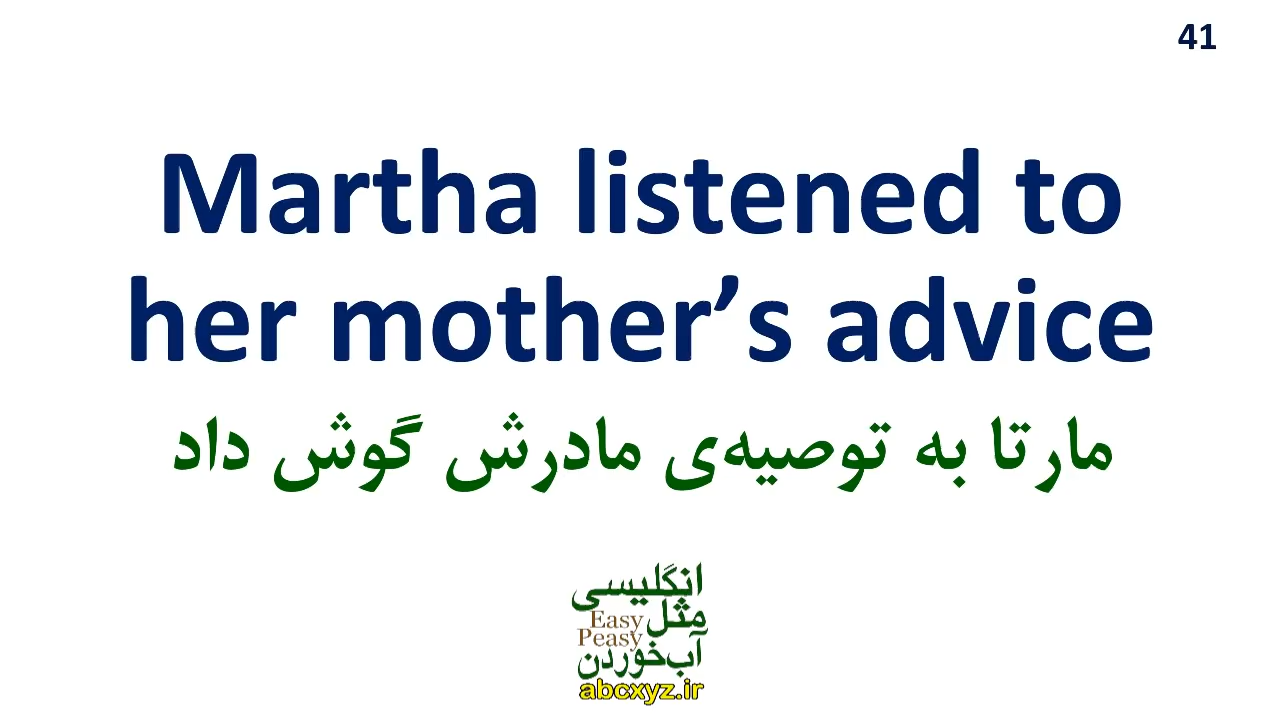 41
Martha listened to
her mother’s advice
مارتا به توصیه‌ی مادرش گوش داد
انگلیسی
مثل
Easy
Peasy
آب‌خوردن
abcxyz.ir